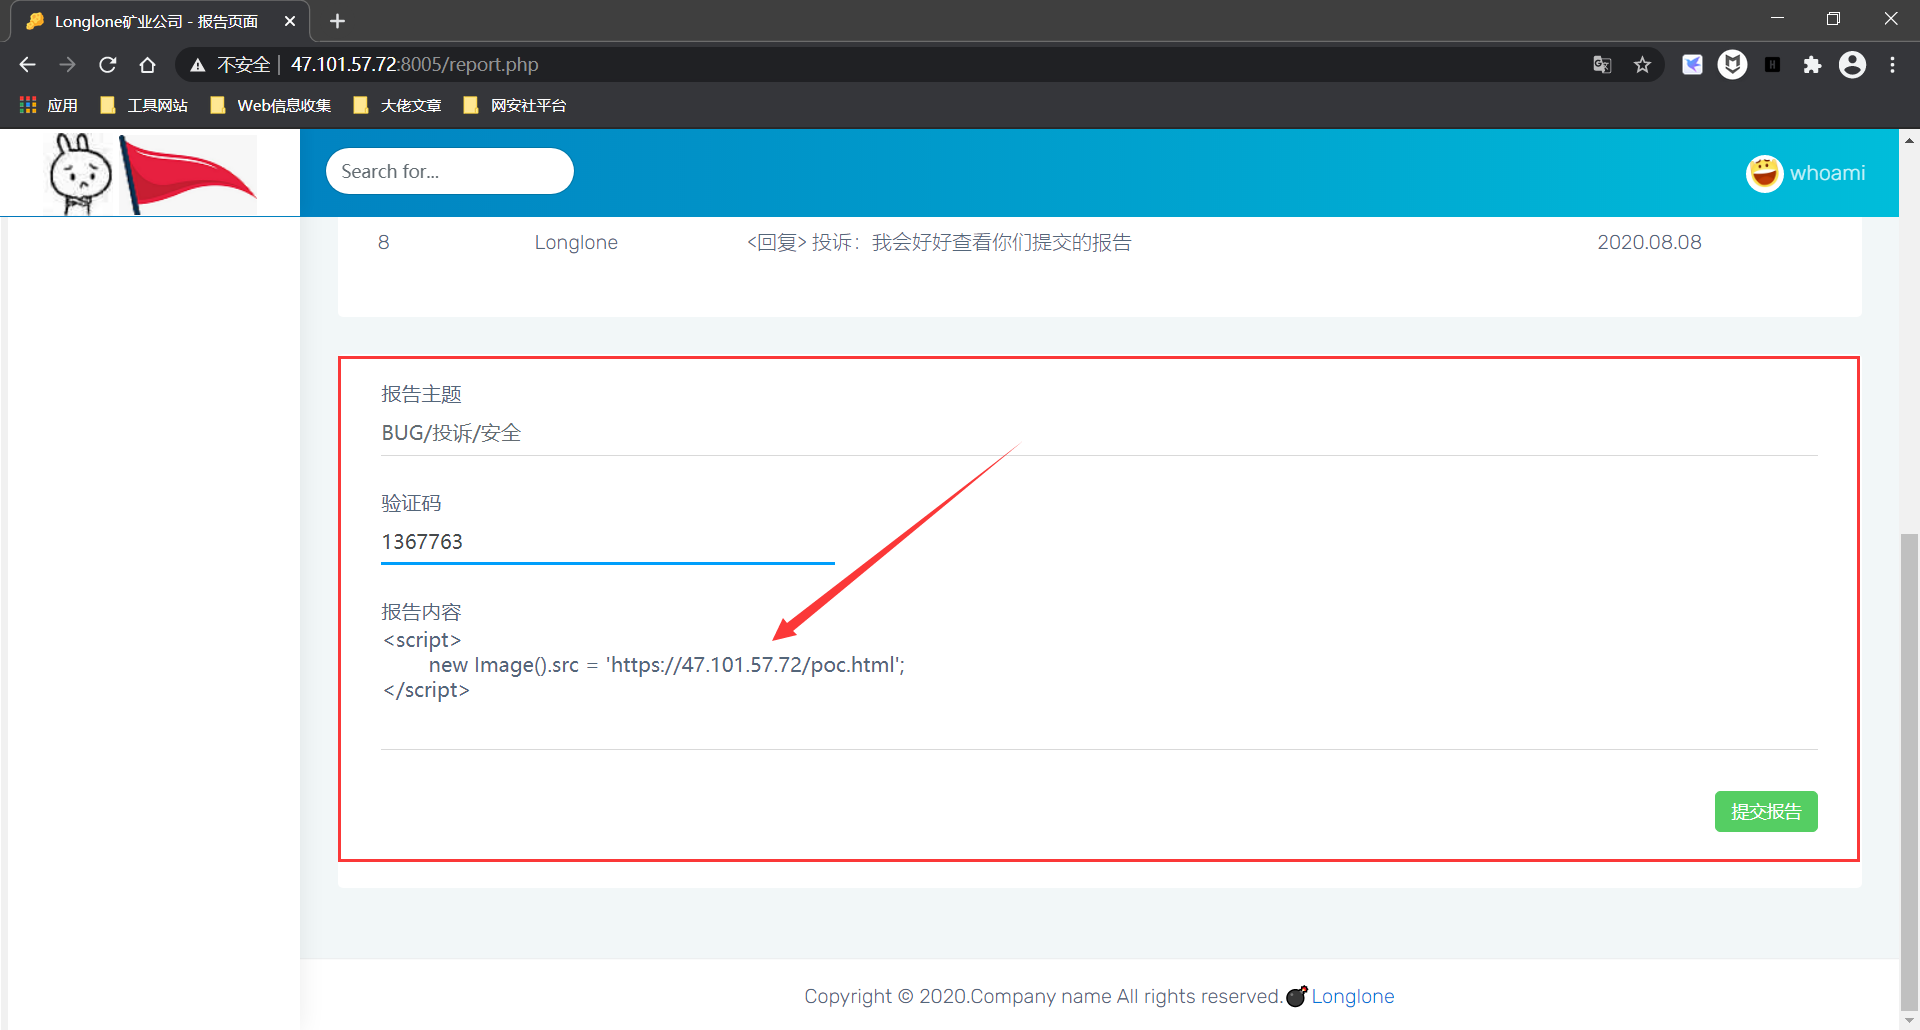 Longlone矿业公司 - 报告页面
不安全 | 47.101.57.72:8005/report.php
应用 工具网站 Web信息收集 大佬文章 网安社平台
Search for...
whoami
8 Longlone <回复> 投诉：我会好好查看你们提交的报告 2020.08.08
报告主题
BUG/投诉/安全
验证码
1367763
报告内容
<script>
new Image().src = 'https://47.101.57.72/poc.html';
</script>
提交报告
Copyright © 2020.Company name All rights reserved. Longlone